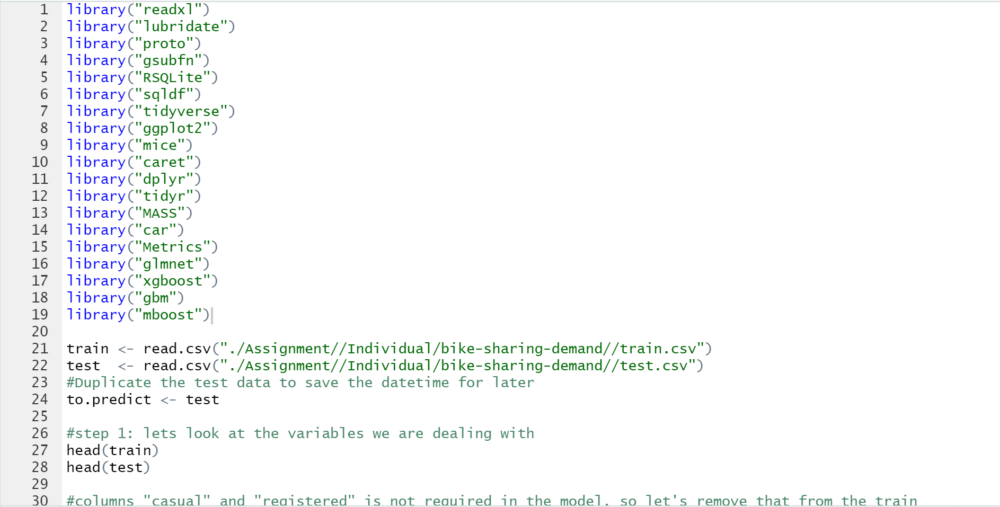 1 library("readxl")
2 library("lubridate")
3 library("proto")
4 library("gsubfn")
5 library("RSQLite")
6 library("sqldf")
7 library("tidyverse")
8 library("ggplot2")
9 library("mice")
10 library("caret")
11 library("dplyr")
12 library("tidyr")
13 library("MASS")
14 library("car")
15 library("Metrics")
16 library("glmnet")
17 library("xgboost")
18 library("gbm")
19 library("mboost")
20
21 train <- read.csv("./Assignment//Individual/bike-sharing-demand//train.csv")
22 test  <- read.csv("./Assignment//Individual/bike-sharing-demand//test.csv")
23 #Duplicate the test data to save the datetime for later
24 to.predict <- test
25
26 #step 1: lets look at the variables we are dealing with
27 head(train)
28 head(test)
29
30 #columns "casual" and "registered" is not required in the model. so let's remove that from the train